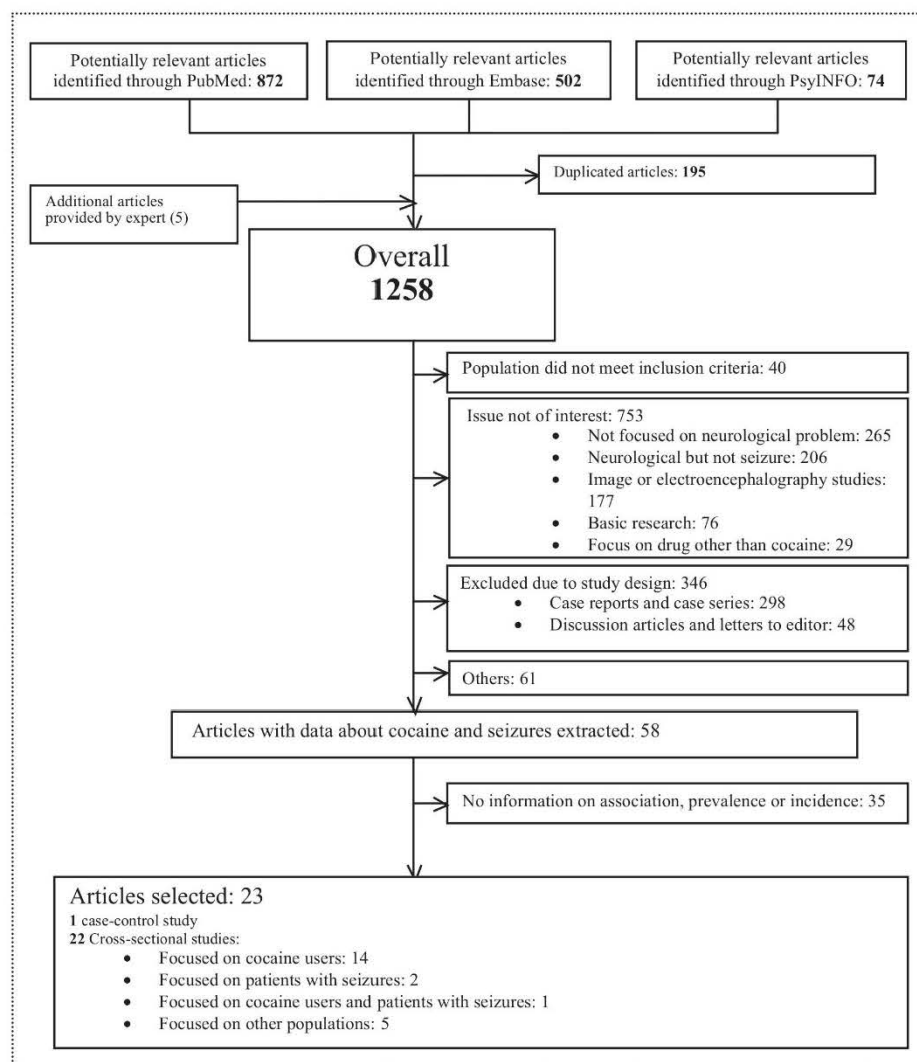 Potentially relevant articles
identified through PubMed: 872
Potentially relevant articles
identified through Embase: 502
Potentially relevant articles
identified through PsyINFO: 74
Duplicated articles: 195
Additional articles
provided by expert (5)
Overall
1258
Population did not meet inclusion criteria: 40
Issue not of interest: 753
• Not focused on neurological problem: 265
• Neurological but not seizure: 206
• Image or electroencephalography studies:
177
• Basic research: 76
• Focus on drug other than cocaine: 29
Excluded due to study design: 346
• Case reports and case series: 298
• Discussion articles and letters to editor: 48
Others: 61
Articles with data about cocaine and seizures extracted: 58
No information on association, prevalence or incidence: 35
Articles selected: 23
1 case-control study
22 Cross-sectional studies:
• Focused on cocaine users: 14
• Focused on patients with seizures: 2
• Focused on cocaine users and patients with seizures: 1
• Focused on other populations: 5